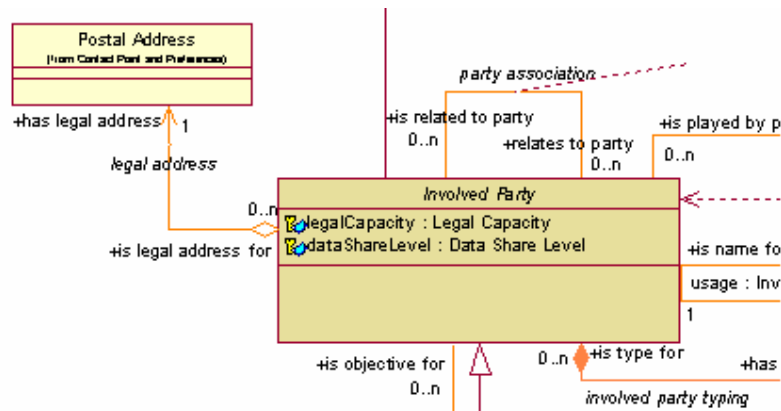 Postal Address
(from Contact Point and Preferences)
party association
+has legal address
1
+is related to party
0..n
+relates to party
0..n
+is played by p
0..n
legal address
0..n
+is legal address for
Involved Party
legalCapacity : Legal Capacity
dataShareLevel : Data Share Level
+is name fo
usage : Inv
1
+is objective for
0..n
0..n
+is type for
+has
involved party typing